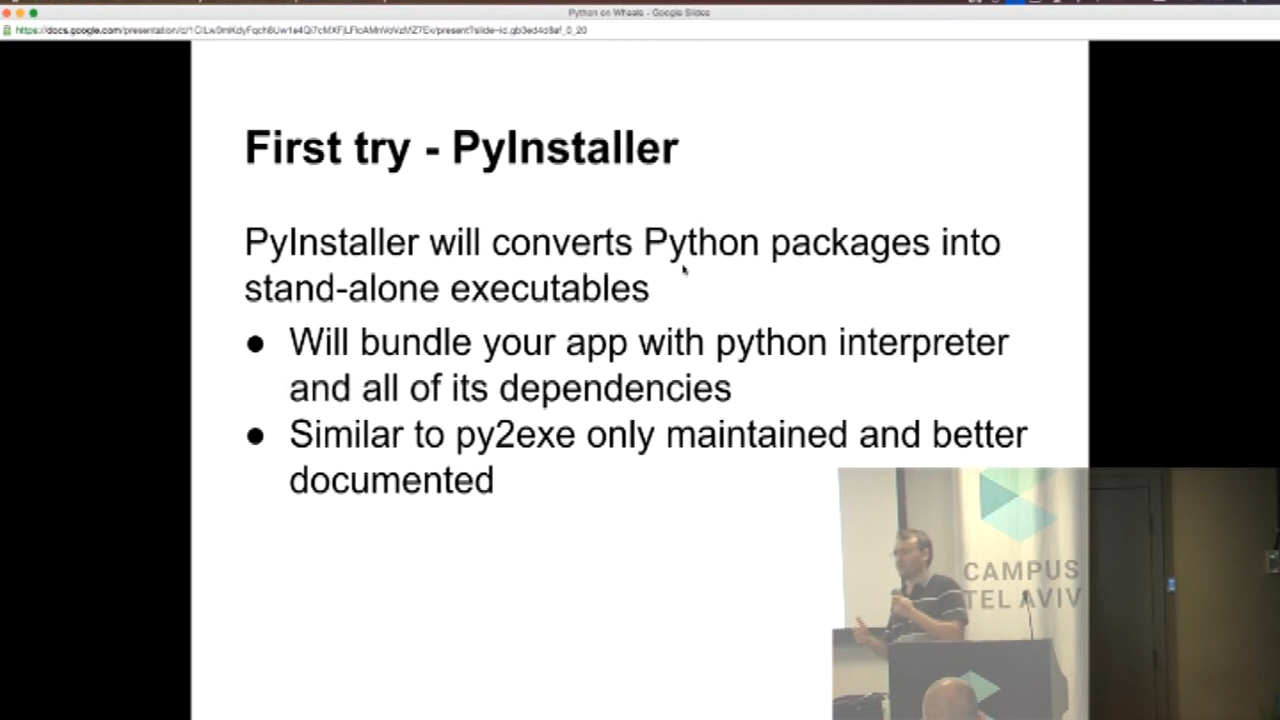 Python on Wheels - Google Slides
First try - PyInstaller
PyInstaller will converts Python packages into
stand-alone executables
● Will bundle your app with python interpreter
and all of its dependencies
● Similar to py2exe only maintained and better
documented
CAMPUS
TEL AVIV